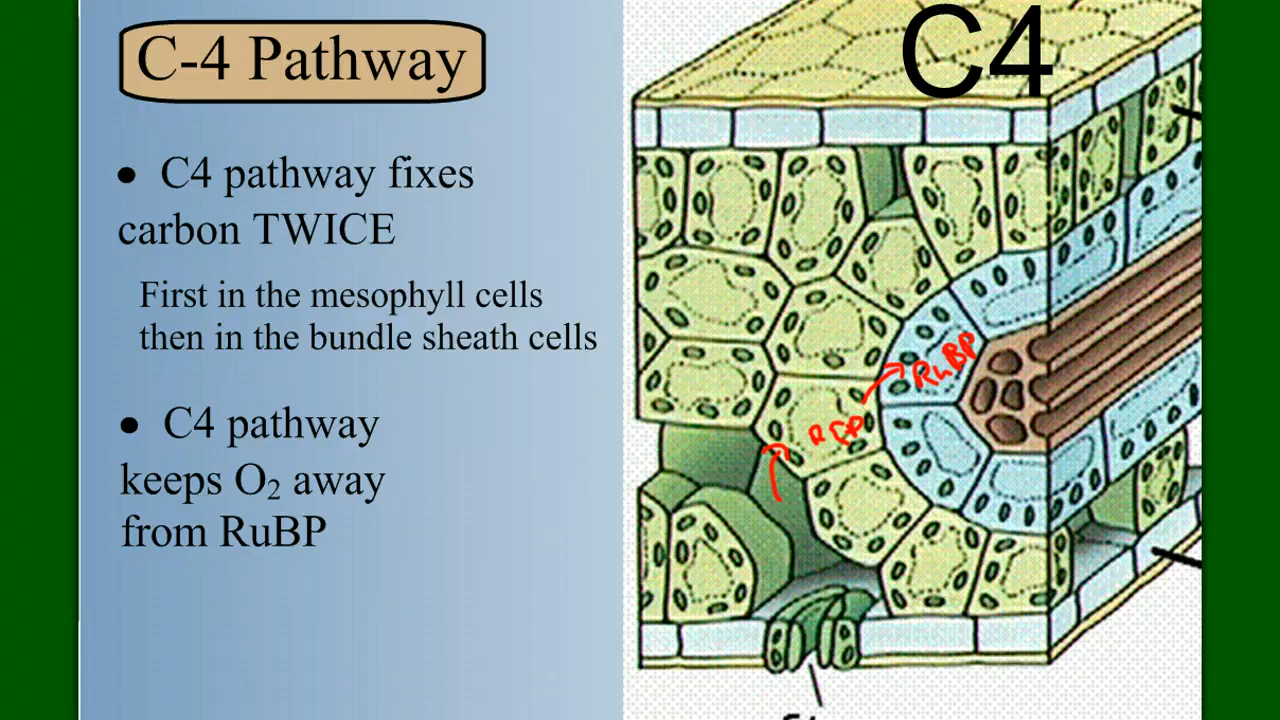 C-4 Pathway
• C4 pathway fixes
carbon TWICE
First in the mesophyll cells
then in the bundle sheath cells
• C4 pathway
keeps O₂ away
from RuBP
C4
RuBP